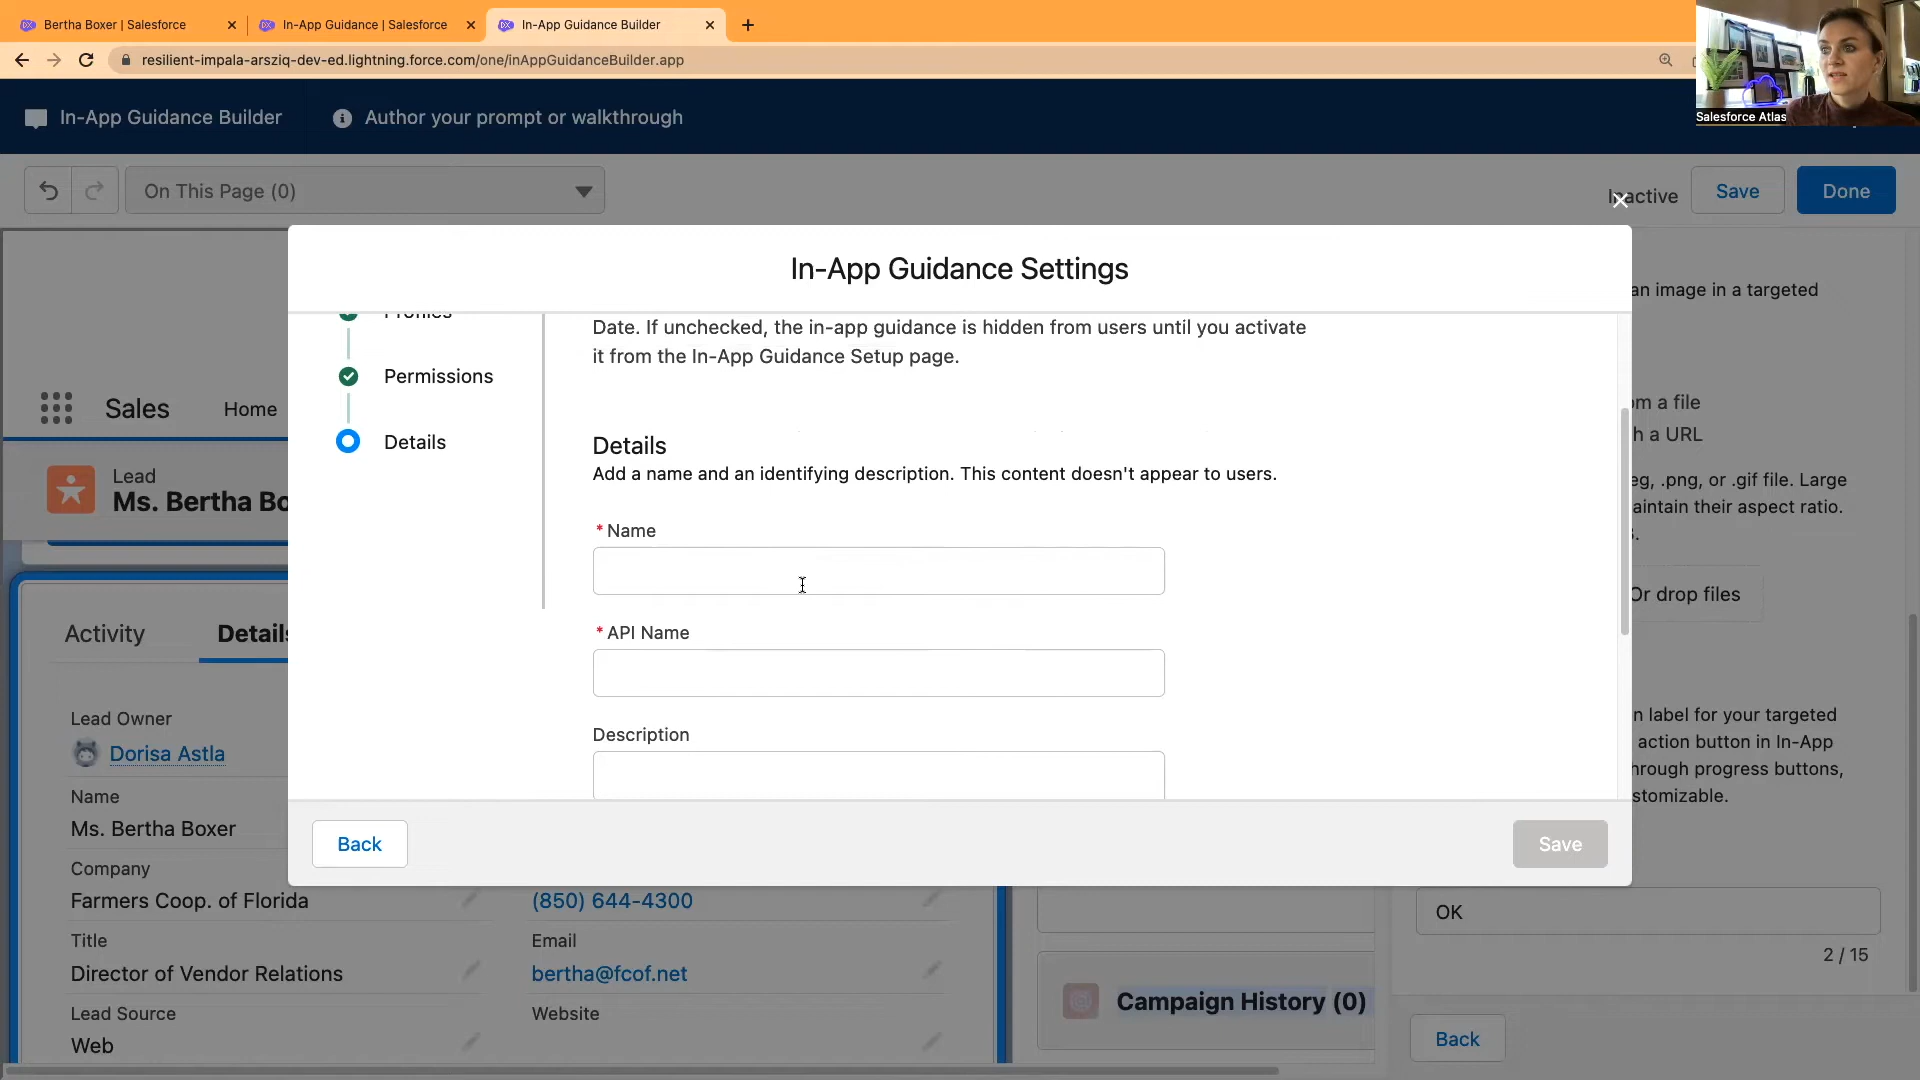 Bertha Boxer | Salesforce
In-App Guidance | Salesforce
In-App Guidance Builder
resilient-impala-arsziq-dev-ed.lightning.force.com/one/inAppGuidanceBuilder.app
Salesforce Atlas
In-App Guidance Builder
Author your prompt or walkthrough
On This Page (0)
Inactive
Save
Done
In-App Guidance Settings
Profiles
Permissions
Details
Date. If unchecked, the in-app guidance is hidden from users until you activate
it from the In-App Guidance Setup page.
Details
Add a name and an identifying description. This content doesn't appear to users.
* Name
* API Name
Description
Back
Save
Sales
Home
Lead
Ms. Bertha Bo
Activity
Details
Lead Owner
Dorisa Astla
Name
Ms. Bertha Boxer
Company
Farmers Coop. of Florida
(850) 644-4300
Title
Email
Director of Vendor Relations
bertha@fcof.net
Lead Source
Website
Web
Campaign History (0)
an image in a targeted
om a file
h a URL
eg, .png, or .gif file. Large
aintain their aspect ratio.
Or drop files
n label for your targeted
action button in In-App
hrough progress buttons,
stomizable.
OK
2 / 15
Back